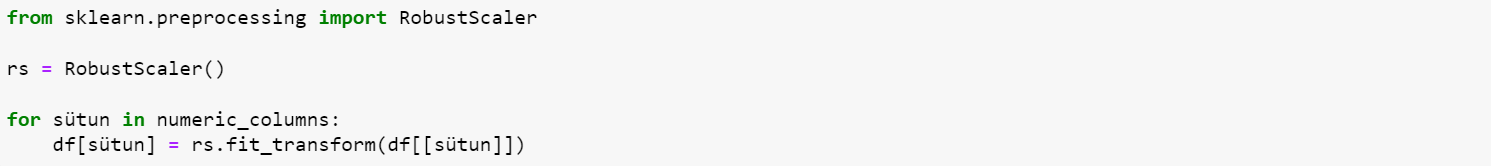 from sklearn.preprocessing import RobustScaler
rs = RobustScaler()
for sütun in numeric_columns:
    df[sütun] = rs.fit_transform(df[[sütun]])